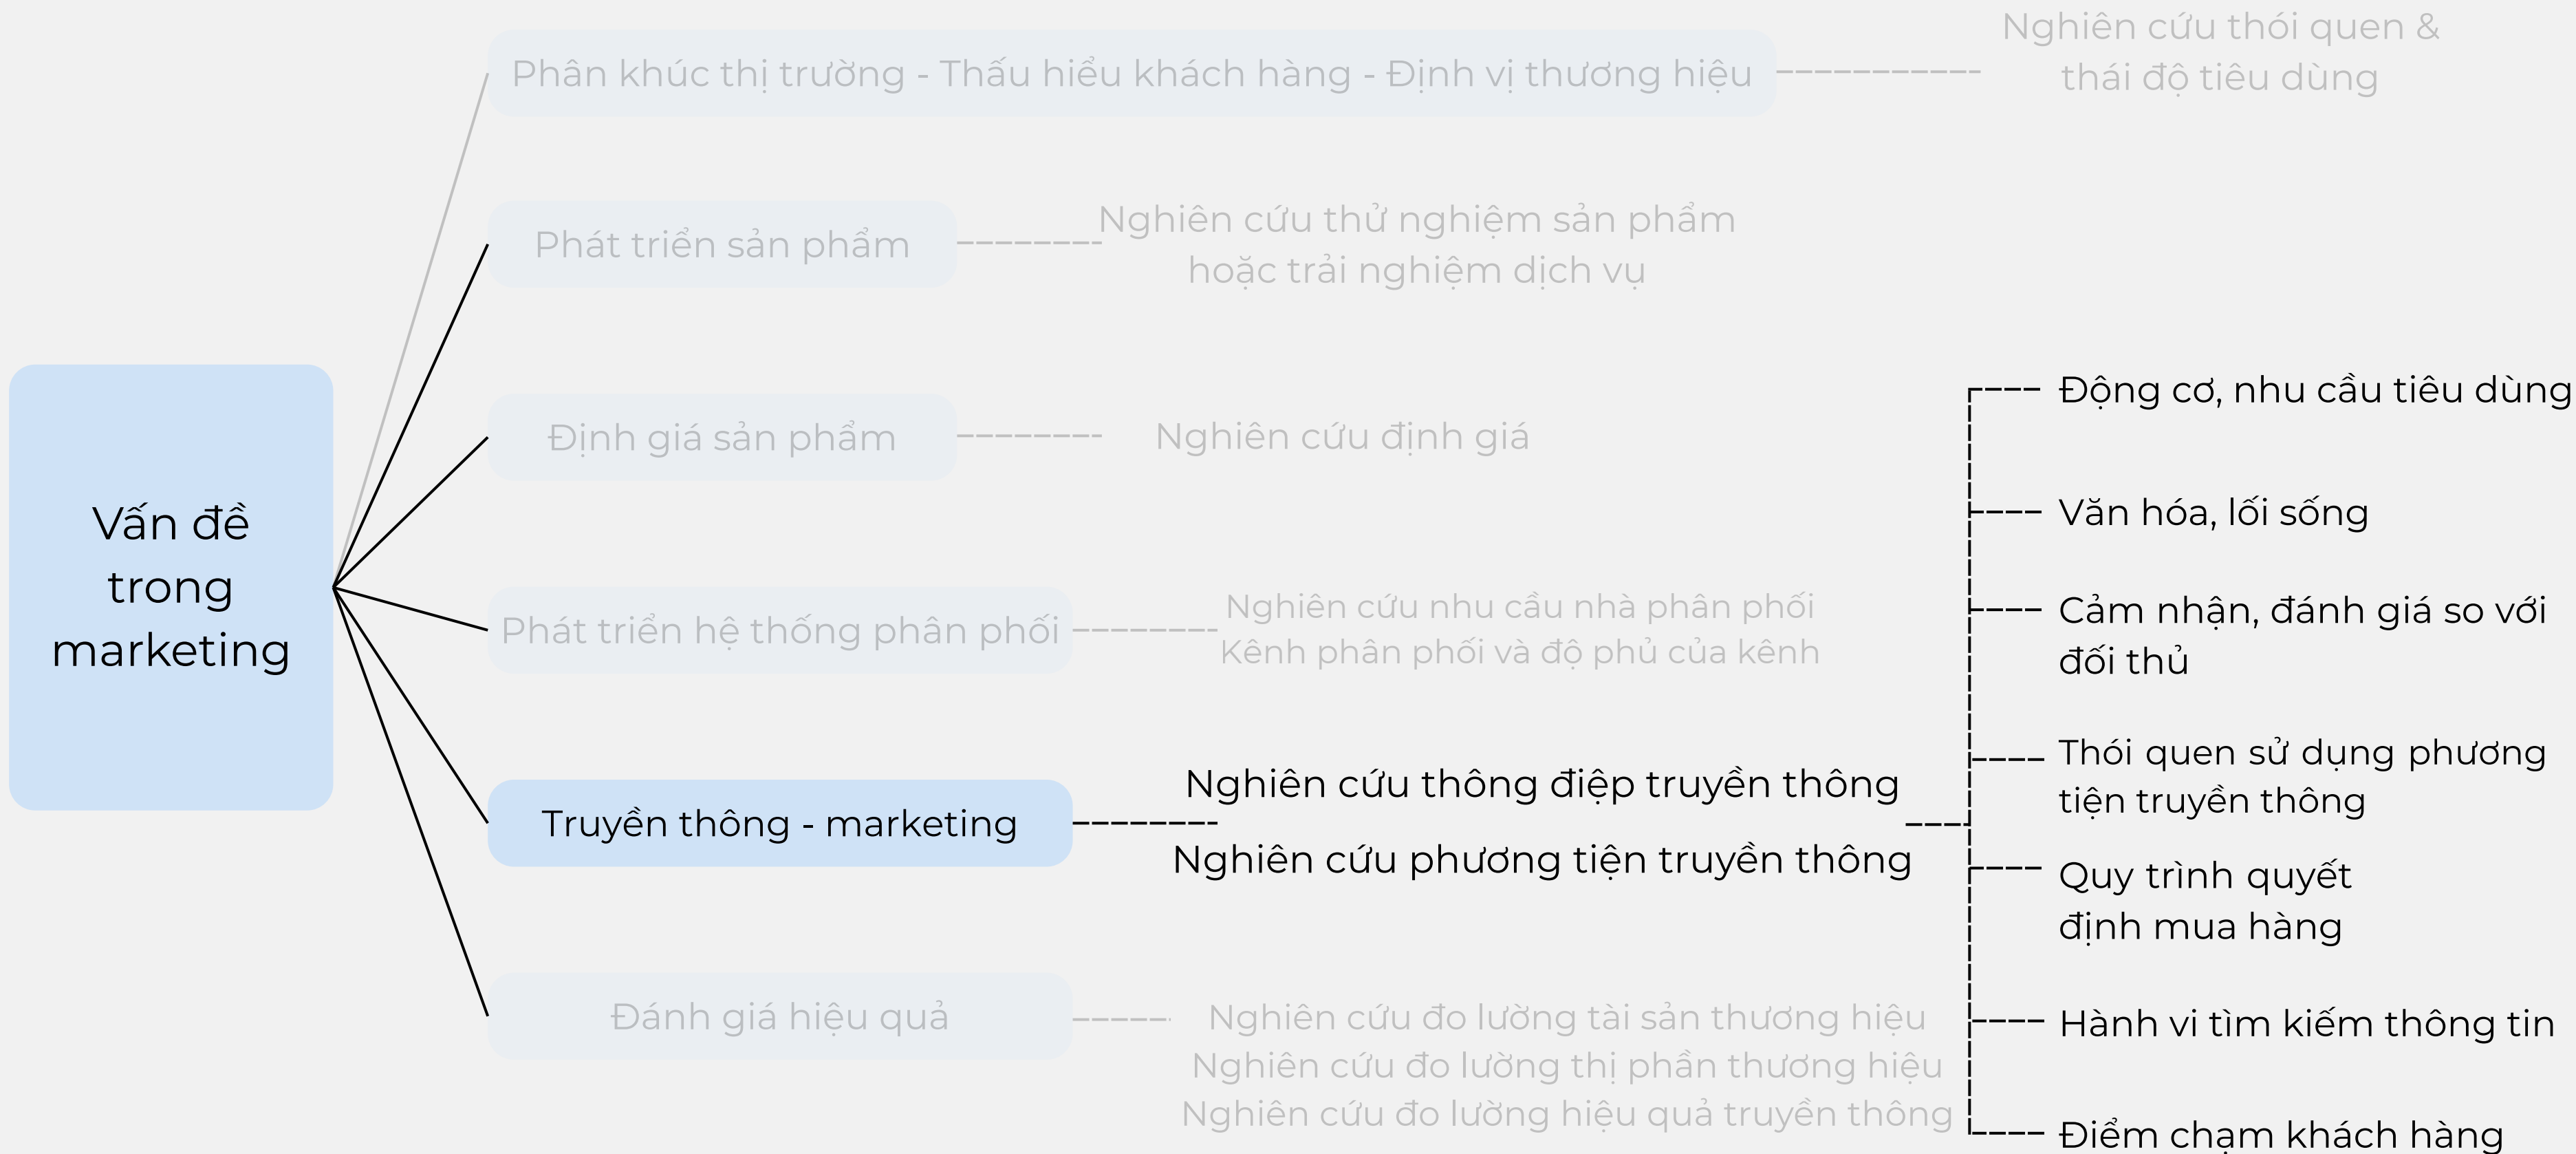 Nghiên cứu thói quen &
thái độ tiêu dùng
Phân khúc thị trường - Thấu hiểu khách hàng - Định vị thương hiệu
Nghiên cứu thử nghiệm sản phẩm
hoặc trải nghiệm dịch vụ
Phát triển sản phẩm
Định giá sản phẩm
Nghiên cứu định giá
Vấn đề
trong
marketing
Phát triển hệ thống phân phối
Nghiên cứu nhu cầu nhà phân phối
Kênh phân phối và độ phủ của kênh
Truyền thông - marketing
Nghiên cứu thông điệp truyền thông
Nghiên cứu phương tiện truyền thông
Động cơ, nhu cầu tiêu dùng
Văn hóa, lối sống
Cảm nhận, đánh giá so với
đối thủ
Thói quen sử dụng phương
tiện truyền thông
Quy trình quyết
định mua hàng
Hành vi tìm kiếm thông tin
Điểm chạm khách hàng
Đánh giá hiệu quả
Nghiên cứu đo lường tài sản thương hiệu
Nghiên cứu đo lường thị phần thương hiệu
Nghiên cứu đo lường hiệu quả truyền thông